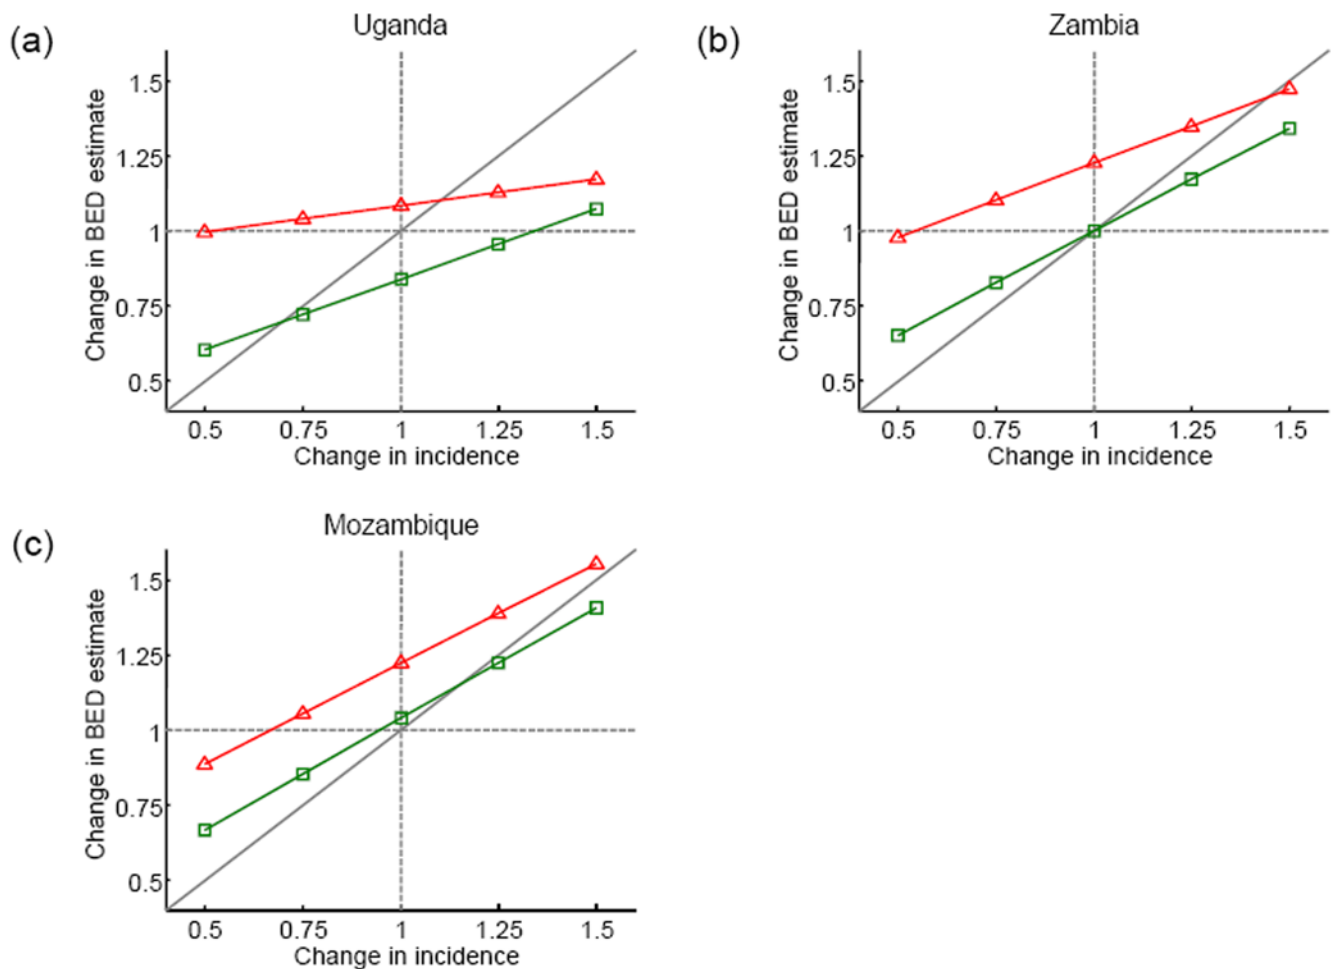 (a)
Uganda
Change in BED estimate
1.5
1.25
1
0.75
0.5
0.5 0.75 1 1.25 1.5
Change in incidence
(b)
Zambia
Change in BED estimate
1.5
1.25
1
0.75
0.5
0.5 0.75 1 1.25 1.5
Change in incidence
(c)
Mozambique
Change in BED estimate
1.5
1.25
1
0.75
0.5
0.5 0.75 1 1.25 1.5
Change in incidence